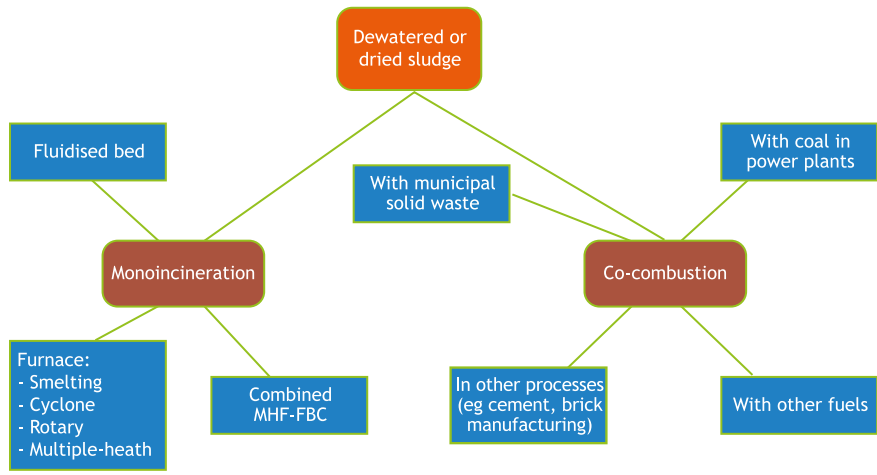 Dewatered or
dried sludge
Fluidised bed
With coal in
power plants
With municipal
solid waste
Monoincineration
Co-combustion
Furnace:
- Smelting
- Cyclone
- Rotary
- Multiple-heath
Combined
MHF-FBC
In other processes
(eg cement, brick
manufacturing)
With other fuels